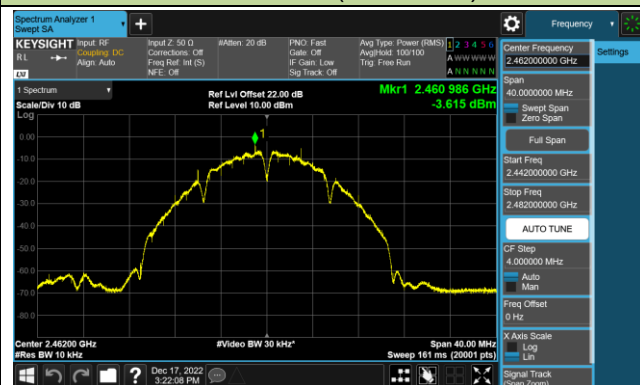 Spectrum Analyzer 1
Swept SA
+
Frequency
KEYSIGHT
RL
LXI
Input: RF
Coupling: DC
Align: Auto
Input Z: 50 Ω
Corrections: Off
Freq Ref: Int (S)
NFE: Off
#Atten: 20 dB
PNO: Fast
Gate: Off
IF Gain: Low
Sig Track: Off
Avg Type: Power (RMS)
Avg|Hold: 100/100
Trig: Free Run
1 2 3 4 5 6
A W W W W W
A N N N N N
1 Spectrum
Scale/Div 10 dB
Log
Ref Lvl Offset 22.00 dB
Ref Level 10.00 dBm
Mkr1 2.460 986 GHz
-3.615 dBm
1
0.00
-10.0
-20.0
-30.0
-40.0
-50.0
-60.0
-70.0
-80.0
Center 2.46200 GHz
#Res BW 10 kHz
#Video BW 30 kHz*
Span 40.00 MHz
Sweep 161 ms (20001 pts)
Center Frequency
2.462000000 GHz
Settings
Span
40.0000000 MHz
Swept Span
Zero Span
Full Span
Start Freq
2.442000000 GHz
Stop Freq
2.482000000 GHz
AUTO TUNE
CF Step
4.000000 MHz
Auto
Man
Freq Offset
0 Hz
X Axis Scale
Log
Lin
Signal Track
(Span Zoom)
?
Dec 17, 2022
3:22:08 PM